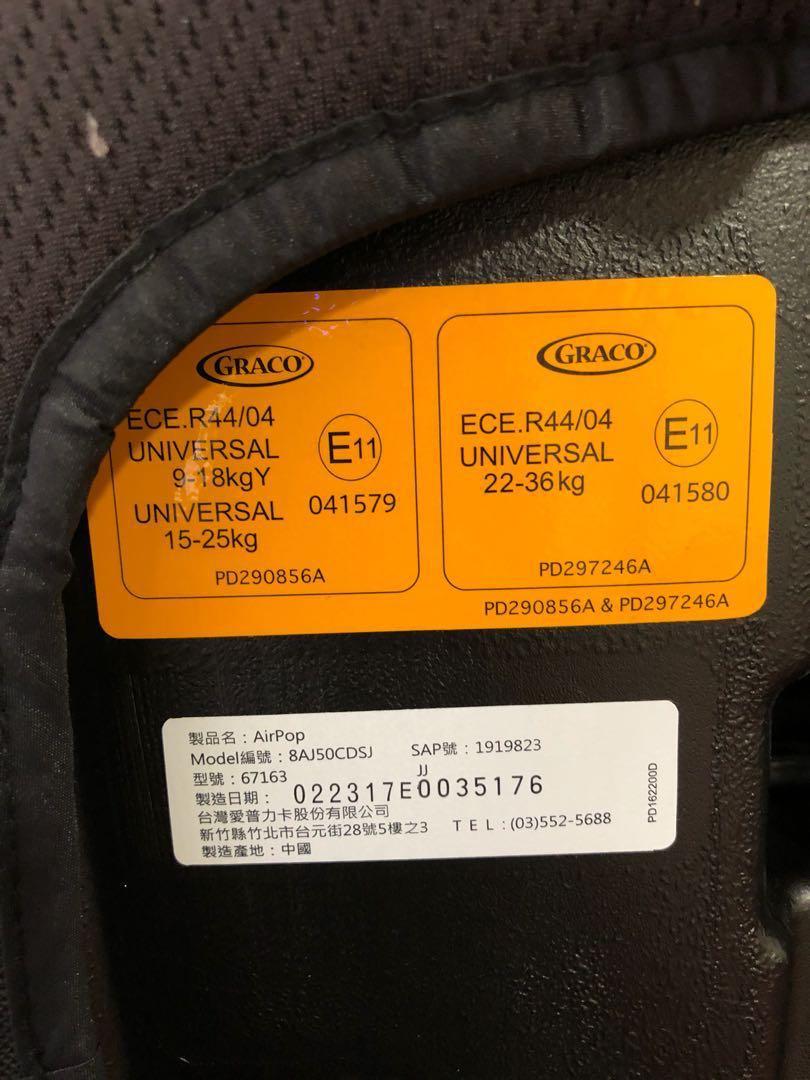 GRACO
ECE.R44/04
UNIVERSAL
9-18kgY
UNIVERSAL
15-25kg
E11
041579
PD290856A
GRACO
ECE.R44/04
UNIVERSAL
22-36kg
E11
041580
PD297246A
PD290856A & PD297246A
製品名：AirPop
Model編號：8AJ50CDSJ SAP號：1919823
型號：67163 JJ
製造日期： 022317E0035176
台灣愛普力卡股份有限公司
新竹縣竹北市台元街28號5樓之3 TEL:(03)552-5688
製造產地：中國
PD162200D